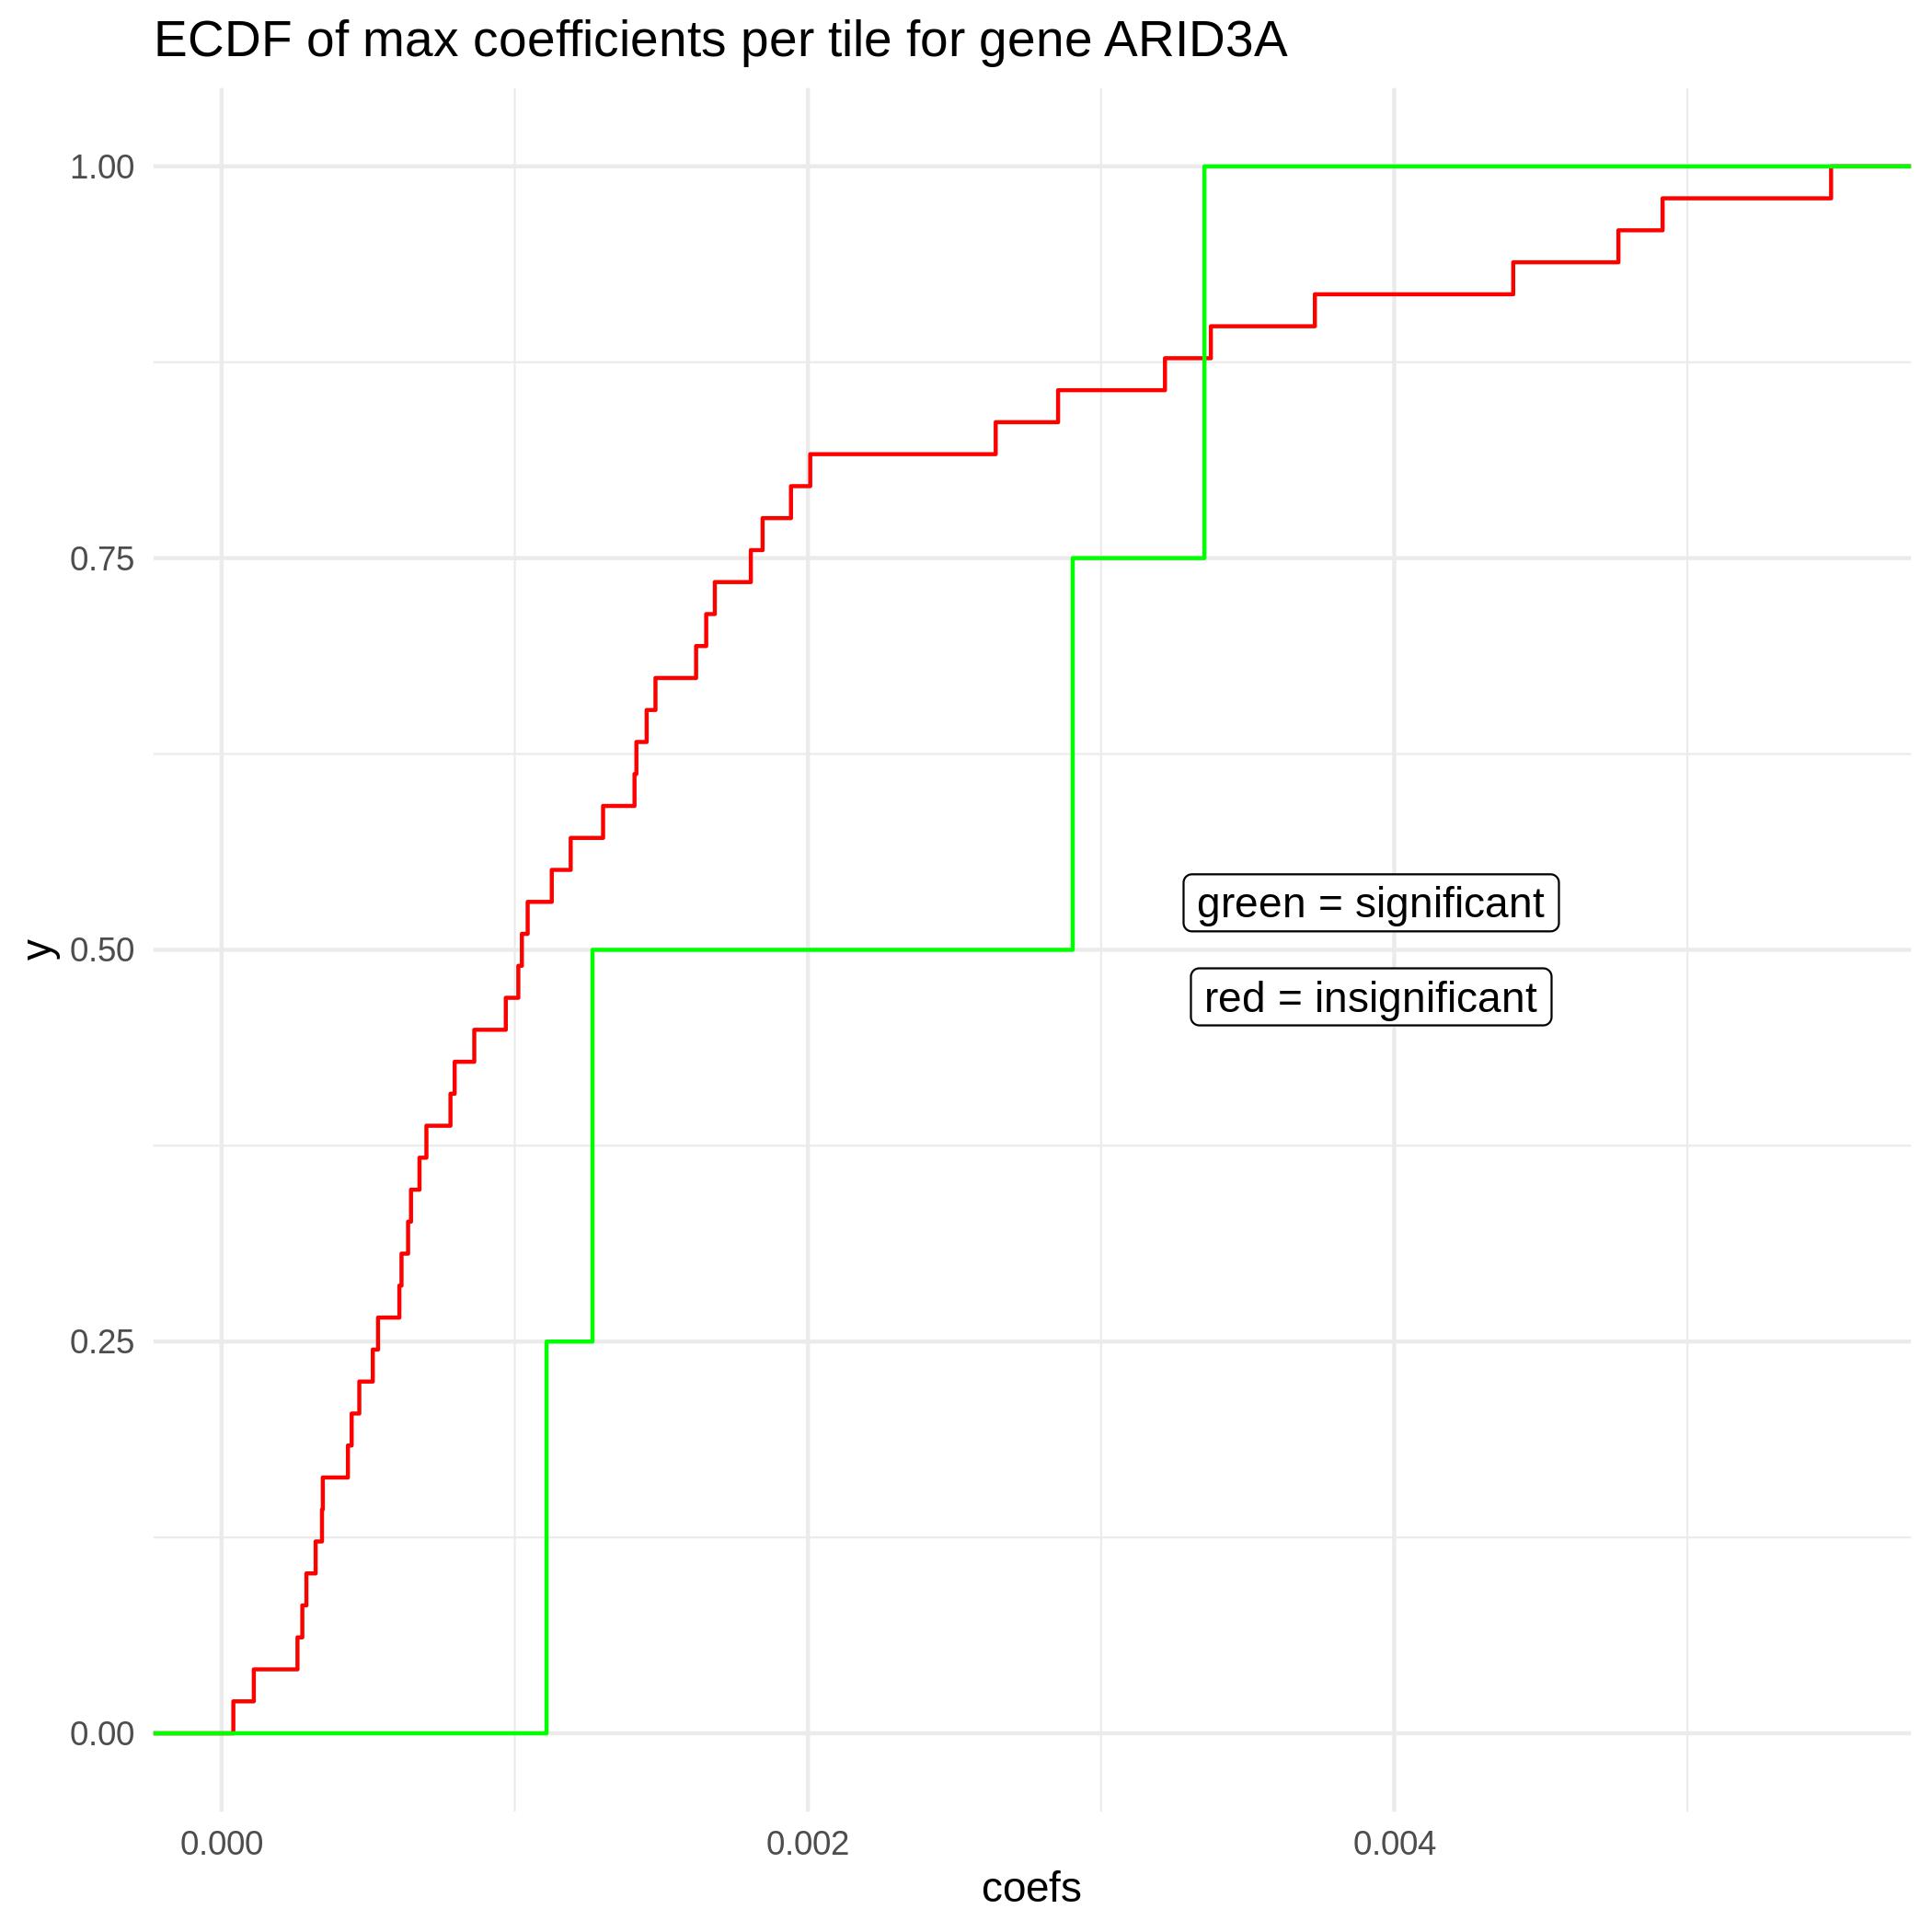 ECDF of max coefficients per tile for gene ARID3A
1.00
0.75
0.50
0.25
0.00
y
green = significant
red = insignificant
0.000
0.002
0.004
coefs